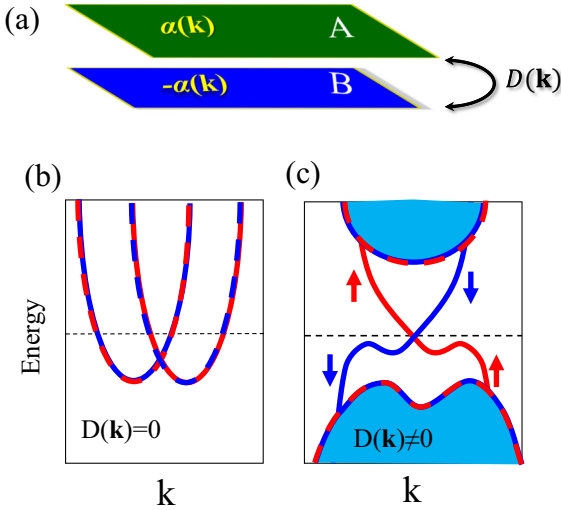 (a)
α(k) A
-α(k) B
D(k)
(b)
(c)
Energy
D(k)=0
D(k)≠0
k
k